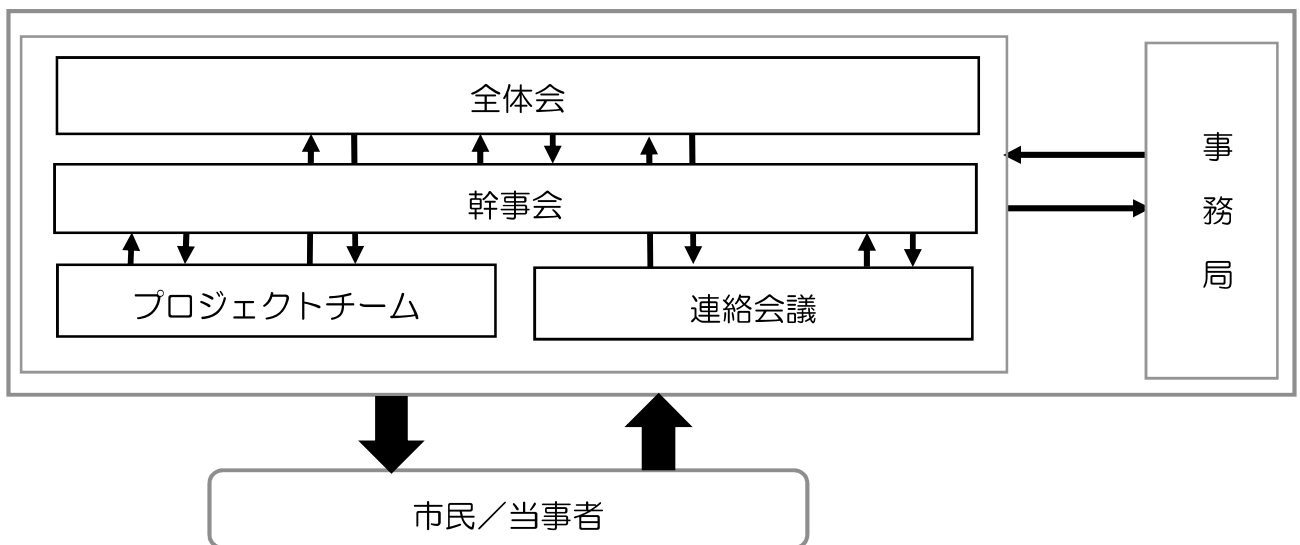 全体会
幹事会
プロジェクトチーム
連絡会議
事務局
市民／当事者